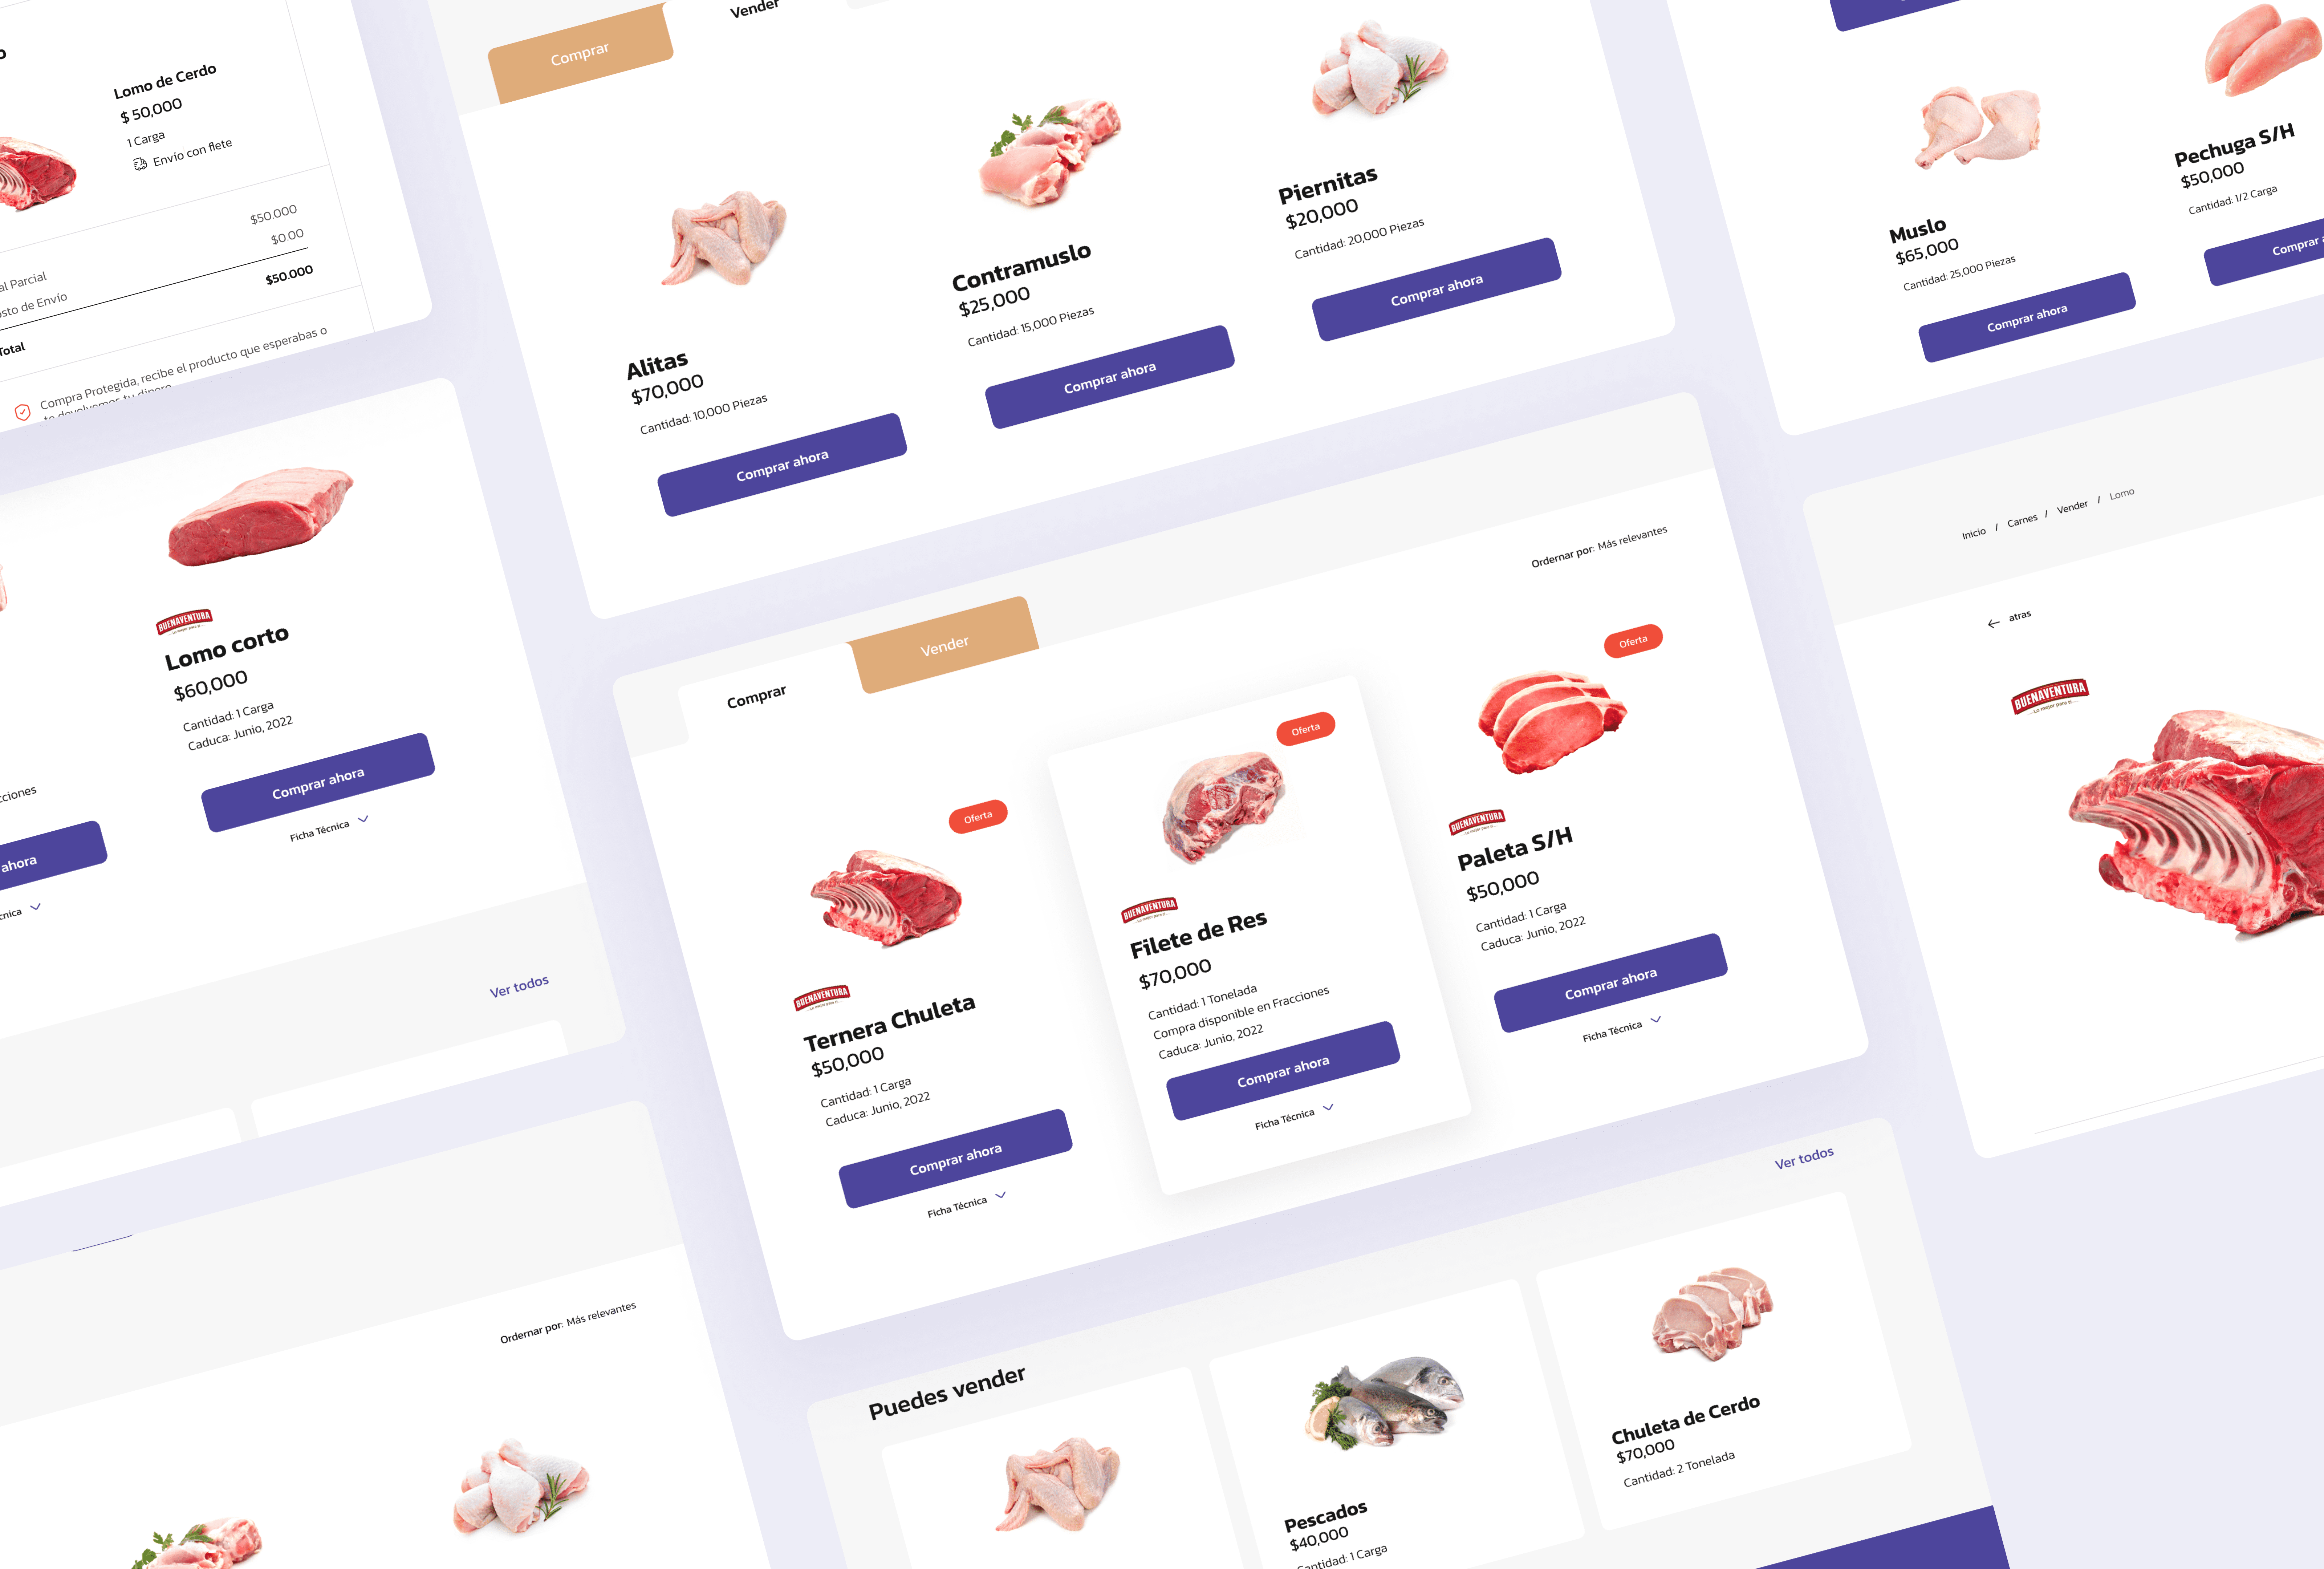 Lomo de Cerdo
$ 50,000
1 Carga
Envío con flete
$50.000
$0.00
$50.000
Parcial
de Envío
Total
Compra Protegida, recibe el producto que esperabas o
Comprar
Vender
Alitas
$70,000
Cantidad: 10,000 Piezas
Comprar ahora
Contramuslo
$25,000
Cantidad: 15,000 Piezas
Comprar ahora
Piernitas
$20,000
Cantidad: 20,000 Piezas
Comprar ahora
Muslo
$65,000
Cantidad: 25,000 Piezas
Comprar ahora
Pechuga S/H
$50,000
Cantidad: 1/2 Carga
Comprar
BUENAVENTURA
Lomo corto
$60,000
Cantidad: 1 Carga
Caduca: Junio, 2022
Comprar ahora
Ficha Técnica
ahora
Ver todos
Comprar
Vender
Ordernar por: Más relevantes
Oferta
BUENAVENTURA
Ternera Chuleta
$50,000
Cantidad: 1 Carga
Caduca: Junio, 2022
Comprar ahora
Ficha Técnica
Oferta
BUENAVENTURA
Filete de Res
$70,000
Cantidad: 1 Tonelada
Compra disponible en Fracciones
Caduca: Junio, 2022
Comprar ahora
Ficha Técnica
Oferta
BUENAVENTURA
Paleta S/H
$50,000
Cantidad: 1 Carga
Caduca: Junio, 2022
Comprar ahora
Ficha Técnica
Inicio / Carnes / Vender / Lomo
atras
BUENAVENTURA
Lo mejor para ti
Ordernar por: Más relevantes
Ver todos
Puedes vender
Pescados
$40,000
Cantidad: 1 Carga
Chuleta de Cerdo
$70,000
Cantidad: 2 Tonelada